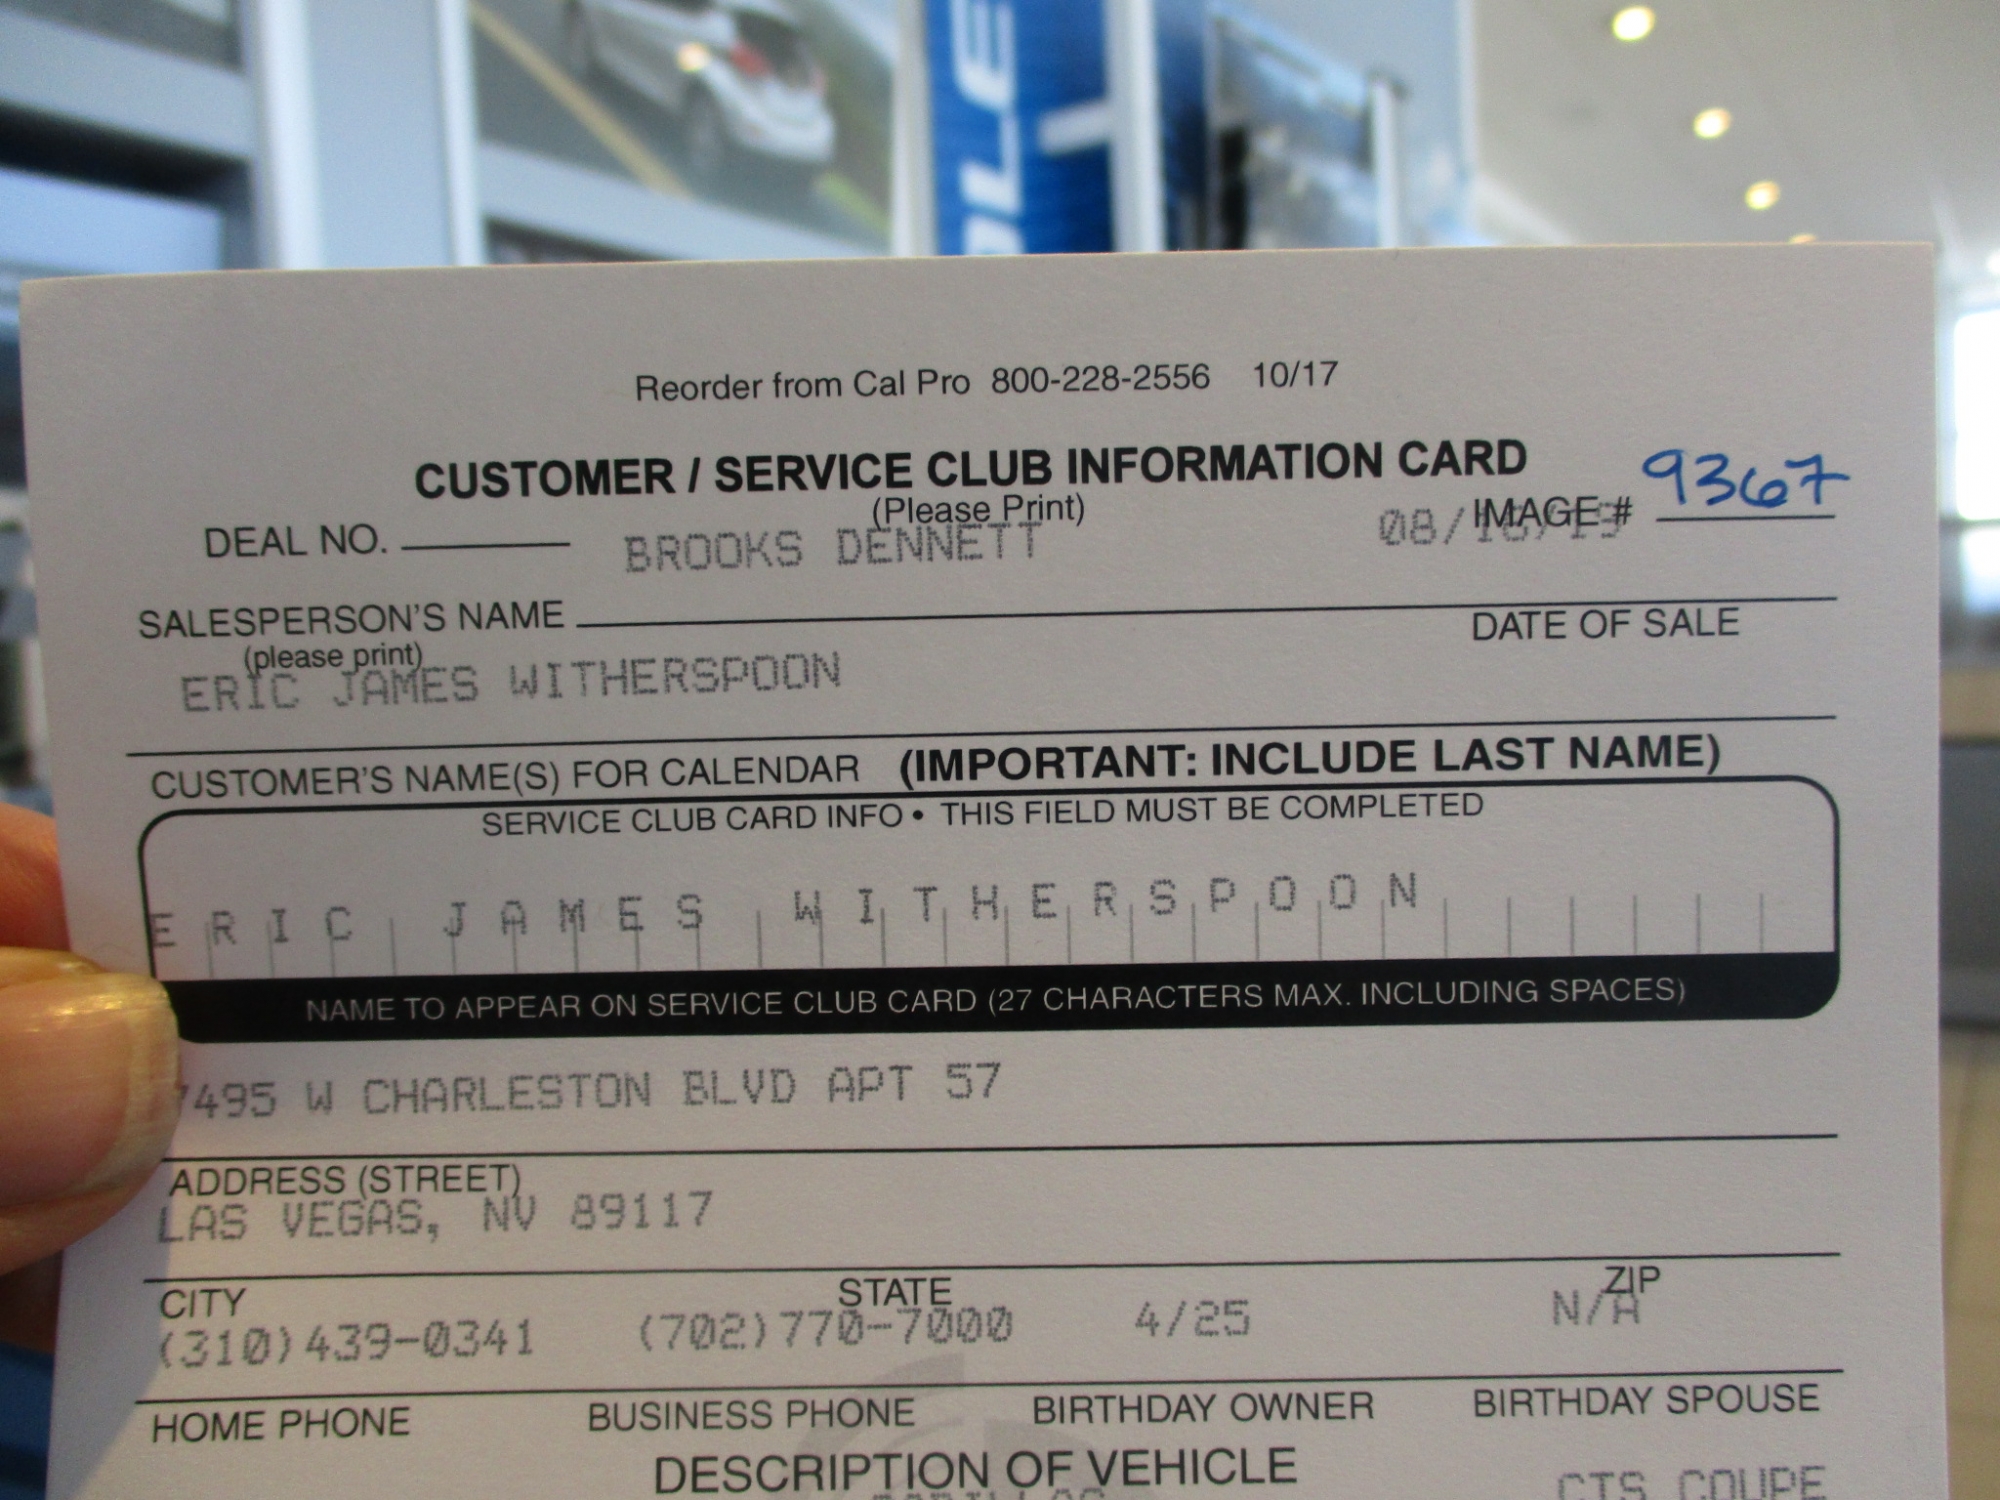 Reorder from Cal Pro 800-228-2556 10/17
CUSTOMER / SERVICE CLUB INFORMATION CARD
(Please Print)
IMAGE # 9367
DEAL NO.
BROOKS DENNETT
SALESPERSON'S NAME
DATE OF SALE
(please print)
ERIC JAMES WITHERSPOON
CUSTOMER'S NAME(S) FOR CALENDAR (IMPORTANT: INCLUDE LAST NAME)
SERVICE CLUB CARD INFO • THIS FIELD MUST BE COMPLETED
ERIC JAMES WITHERSPOON
NAME TO APPEAR ON SERVICE CLUB CARD (27 CHARACTERS MAX. INCLUDING SPACES)
7495 W CHARLESTON BLVD APT 57
ADDRESS (STREET)
LAS VEGAS, NV 89117
CITY STATE ZIP
(310)439-0341 (702)770-7000 4/25 N/A
HOME PHONE BUSINESS PHONE BIRTHDAY OWNER BIRTHDAY SPOUSE
DESCRIPTION OF VEHICLE
CTS COUPE